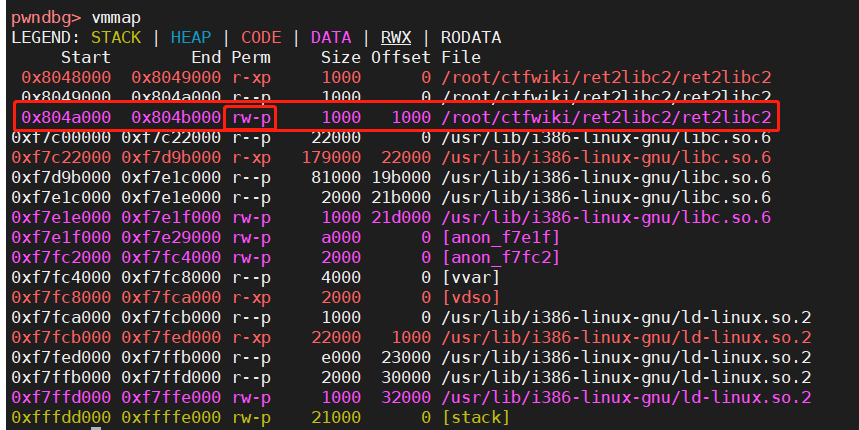 pwndbg> vmmap
LEGEND: STACK | HEAP | CODE | DATA | RWX | RODATA
Start End Perm Size Offset File
0x8048000 0x8049000 r-xp 1000 0 /root/ctfwiki/ret2libc2/ret2libc2
0x8049000 0x804a000 r--p 1000 0 /root/ctfwiki/ret2libc2/ret2libc2
0x804a000 0x804b000 rw-p 1000 1000 /root/ctfwiki/ret2libc2/ret2libc2
0xf7c00000 0xf7c22000 r--p 22000 0 /usr/lib/i386-linux-gnu/libc.so.6
0xf7c22000 0xf7d9b000 r-xp 179000 22000 /usr/lib/i386-linux-gnu/libc.so.6
0xf7d9b000 0xf7e1c000 r--p 81000 19b000 /usr/lib/i386-linux-gnu/libc.so.6
0xf7e1c000 0xf7e1e000 r--p 2000 21b000 /usr/lib/i386-linux-gnu/libc.so.6
0xf7e1e000 0xf7e1f000 rw-p 1000 21d000 /usr/lib/i386-linux-gnu/libc.so.6
0xf7e1f000 0xf7e29000 rw-p a000 0 [anon_f7e1f]
0xf7fc2000 0xf7fc4000 rw-p 2000 0 [anon_f7fc2]
0xf7fc4000 0xf7fc8000 r--p 4000 0 [vvar]
0xf7fc8000 0xf7fca000 r-xp 2000 0 [vdso]
0xf7fca000 0xf7fcb000 r--p 1000 0 /usr/lib/i386-linux-gnu/ld-linux.so.2
0xf7fcb000 0xf7fed000 r-xp 22000 1000 /usr/lib/i386-linux-gnu/ld-linux.so.2
0xf7fed000 0xf7ffb000 r--p e000 23000 /usr/lib/i386-linux-gnu/ld-linux.so.2
0xf7ffb000 0xf7ffd000 r--p 2000 30000 /usr/lib/i386-linux-gnu/ld-linux.so.2
0xf7ffd000 0xf7ffe000 rw-p 1000 32000 /usr/lib/i386-linux-gnu/ld-linux.so.2
0xfffdd000 0xffffe000 rw-p 21000 0 [stack]